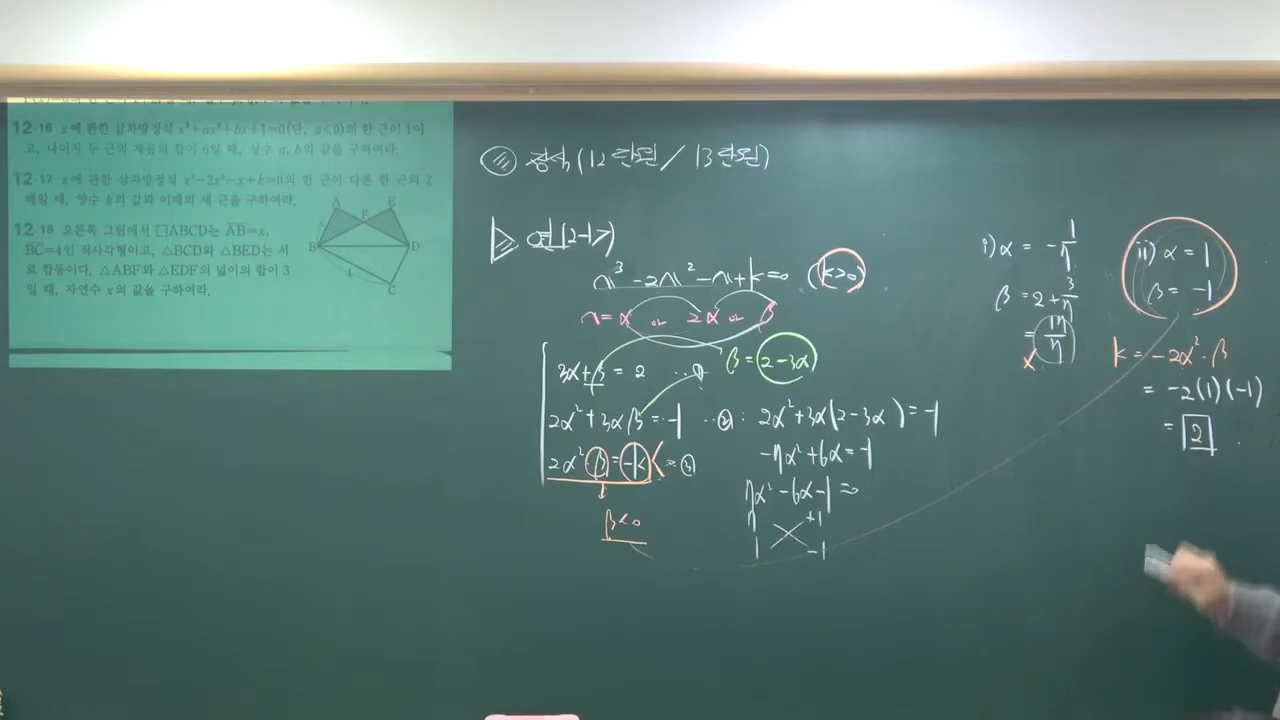 12·16 x에 관한 삼차방정식 x³+ax²+bx+1=0(단, a<0)의 한 근이 1이
고, 나머지 두 근의 제곱의 합이 6일 때, 상수 a, b의 값을 구하여라.
12·17 x에 관한 삼차방정식 x³-2x²-x+k=0의 한 근이 다른 한 근의 2
배일 때, 양수 k의 값과 이때의 세 근을 구하여라.
12·18 오른쪽 그림에서 □ABCD는 AB=x,
BC=4인 직사각형이고, △BCD와 △BED는 서
로 합동이다. △ABF와 △EDF의 넓이의 합이 3
일 때, 자연수 x의 값을 구하여라.
A E
F
B D
4
C
(12단원 / 13단원)
x³-2x²-x+k=0 (k>0)
x=α or 2α or β
3α+β=2 …①
β=2-3α
2α²+3αβ=-1 …②: 2α²+3α(2-3α)=-1
2α²β=-k< …③
-7α²+6α=-1
7α²-6α-1=0
7 +1
1 -1
β<0
i) α=-1/7
β=2+3/7
=17/7
x
ii) α=1
β=-1
k=-2α²·β
=-2(1)(-1)
=2